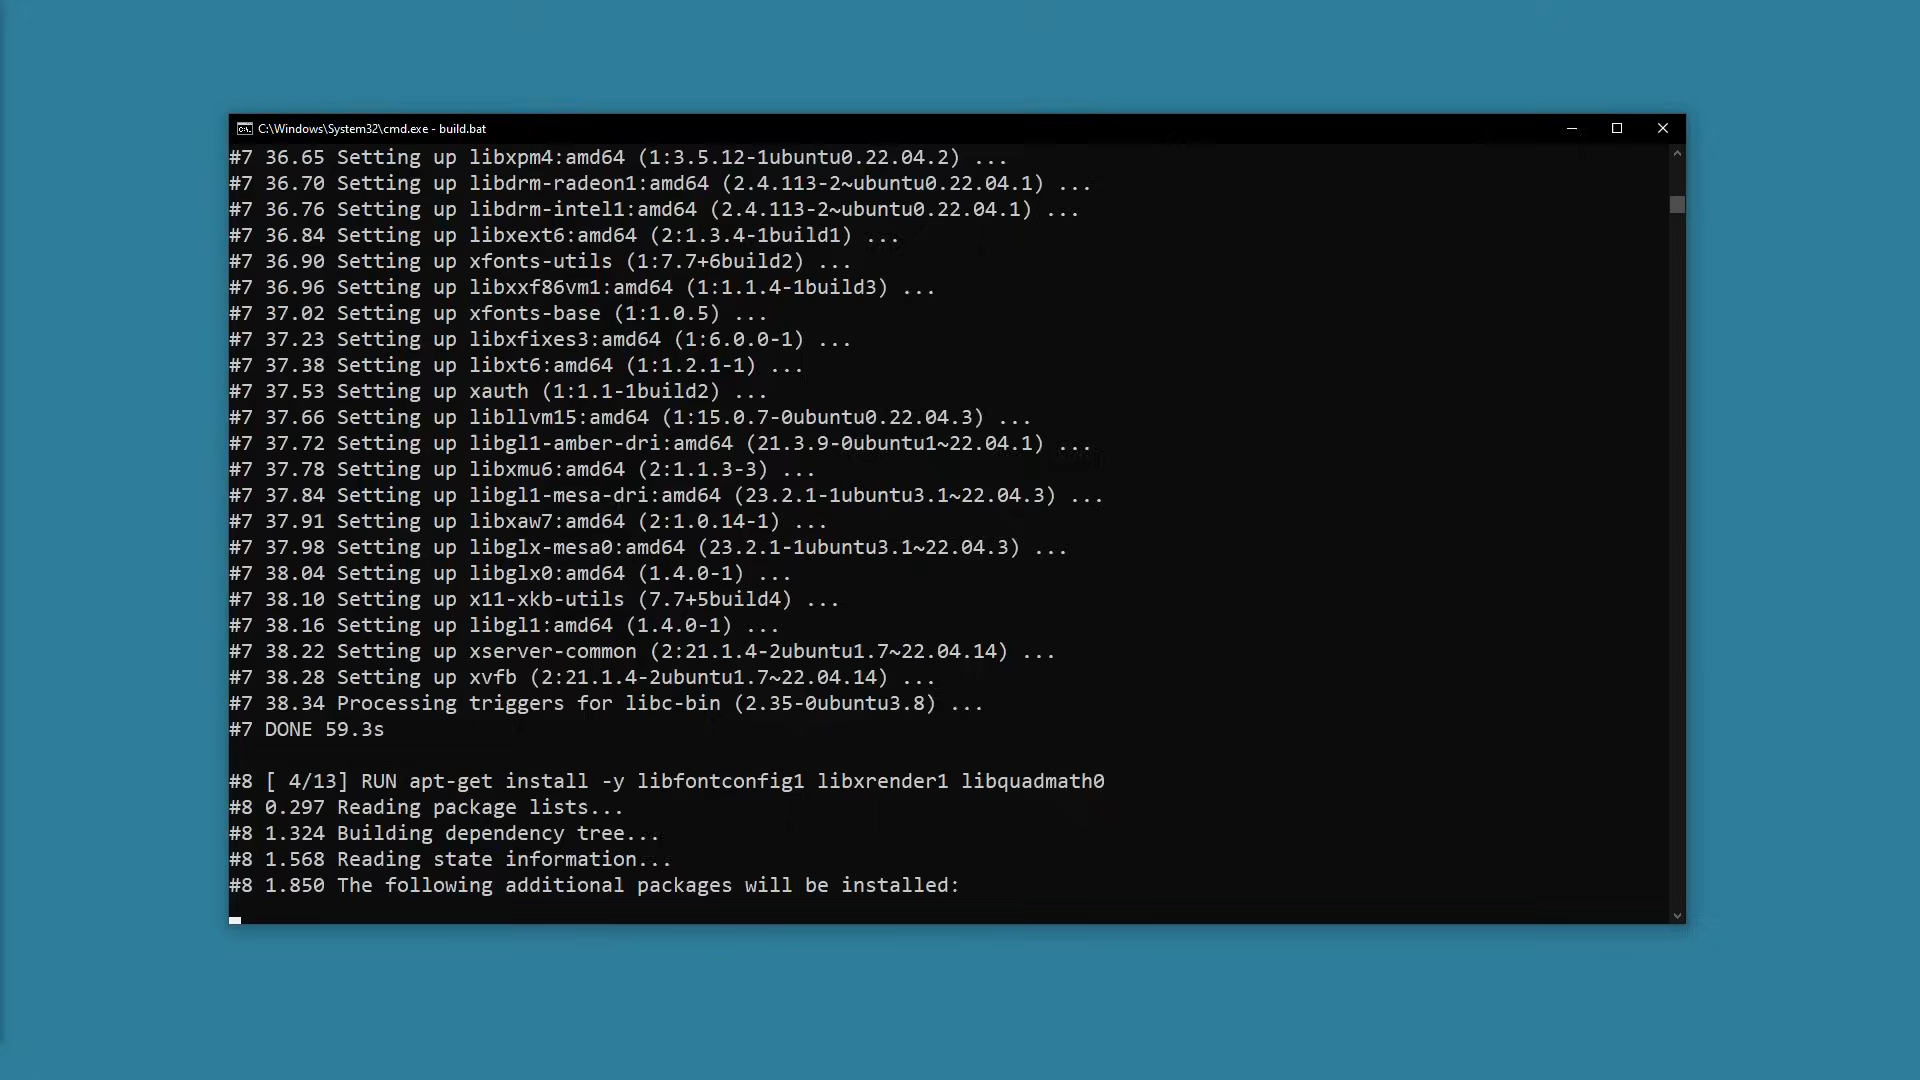 C:\Windows\System32\cmd.exe - build.bat
#7 36.65 Setting up libxpm4:amd64 (1:3.5.12-1ubuntu0.22.04.2) ...
#7 36.70 Setting up libdrm-radeon1:amd64 (2.4.113-2~ubuntu0.22.04.1) ...
#7 36.76 Setting up libdrm-intel1:amd64 (2.4.113-2~ubuntu0.22.04.1) ...
#7 36.84 Setting up libxext6:amd64 (2:1.3.4-1build1) ...
#7 36.90 Setting up xfonts-utils (1:7.7+6build2) ...
#7 36.96 Setting up libxxf86vm1:amd64 (1:1.1.4-1build3) ...
#7 37.02 Setting up xfonts-base (1:1.0.5) ...
#7 37.23 Setting up libxfixes3:amd64 (1:6.0.0-1) ...
#7 37.38 Setting up libxt6:amd64 (1:1.2.1-1) ...
#7 37.53 Setting up xauth (1:1.1-1build2) ...
#7 37.66 Setting up libllvm15:amd64 (1:15.0.7-0ubuntu0.22.04.3) ...
#7 37.72 Setting up libgl1-amber-dri:amd64 (21.3.9-0ubuntu1~22.04.1) ...
#7 37.78 Setting up libxmu6:amd64 (2:1.1.3-3) ...
#7 37.84 Setting up libgl1-mesa-dri:amd64 (23.2.1-1ubuntu3.1~22.04.3) ...
#7 37.91 Setting up libxaw7:amd64 (2:1.0.14-1) ...
#7 37.98 Setting up libglx-mesa0:amd64 (23.2.1-1ubuntu3.1~22.04.3) ...
#7 38.04 Setting up libglx0:amd64 (1.4.0-1) ...
#7 38.10 Setting up x11-xkb-utils (7.7+5build4) ...
#7 38.16 Setting up libgl1:amd64 (1.4.0-1) ...
#7 38.22 Setting up xserver-common (2:21.1.4-2ubuntu1.7~22.04.14) ...
#7 38.28 Setting up xvfb (2:21.1.4-2ubuntu1.7~22.04.14) ...
#7 38.34 Processing triggers for libc-bin (2.35-0ubuntu3.8) ...
#7 DONE 59.3s
#8 [ 4/13] RUN apt-get install -y libfontconfig1 libxrender1 libquadmath0
#8 0.297 Reading package lists...
#8 1.324 Building dependency tree...
#8 1.568 Reading state information...
#8 1.850 The following additional packages will be installed: